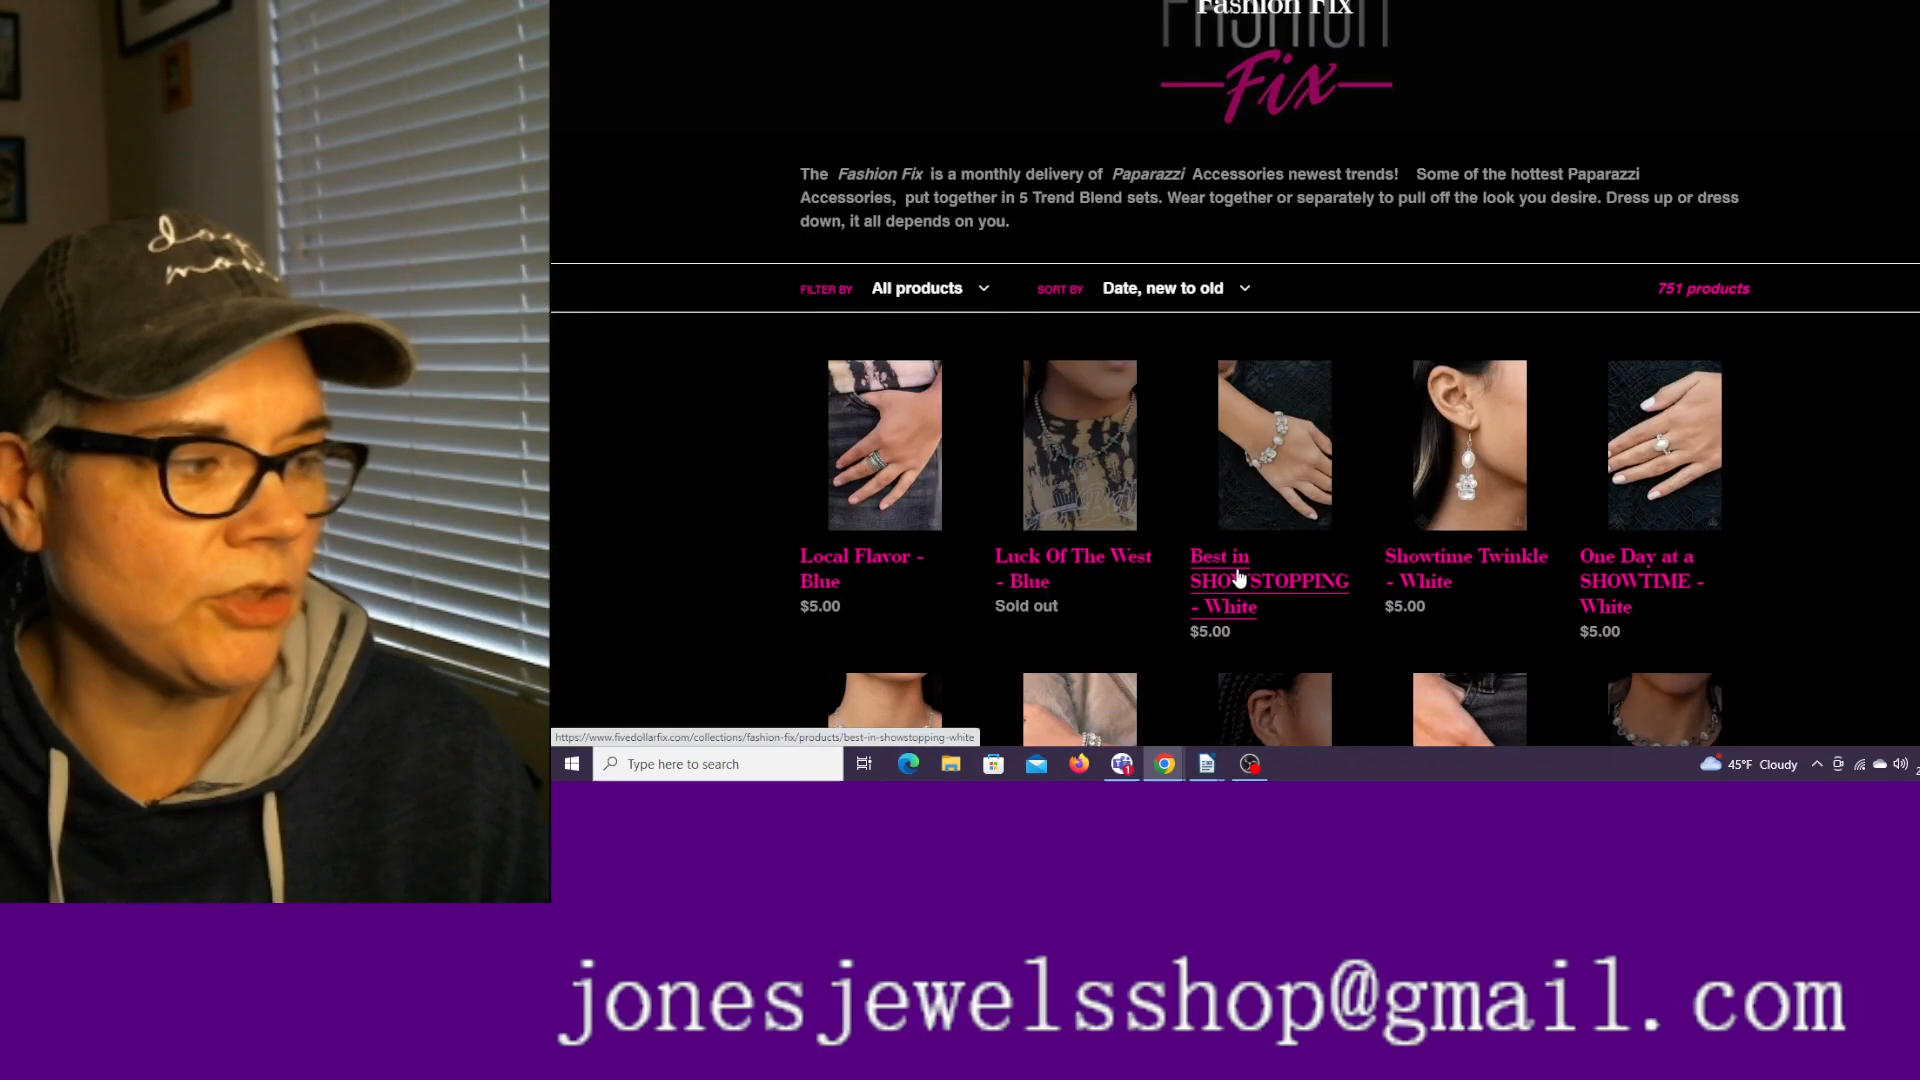 Fashion Fix
FASHION
Fix
The Fashion Fix is a monthly delivery of Paparazzi Accessories newest trends! Some of the hottest Paparazzi
Accessories, put together in 5 Trend Blend sets. Wear together or separately to pull off the look you desire. Dress up or dress
down, it all depends on you.
FILTER BY All products SORT BY Date, new to old 751 products
Local Flavor -
Blue
$5.00
Luck Of The West
- Blue
Sold out
Best in
SHOWSTOPPING
- White
$5.00
Showtime Twinkle
- White
$5.00
One Day at a
SHOWTIME -
White
$5.00
https://www.fivedollarfix.com/collections/fashion-fix/products/best-in-showstopping-white
Type here to search
45°F Cloudy
jonesjewelsshop@gmail.com